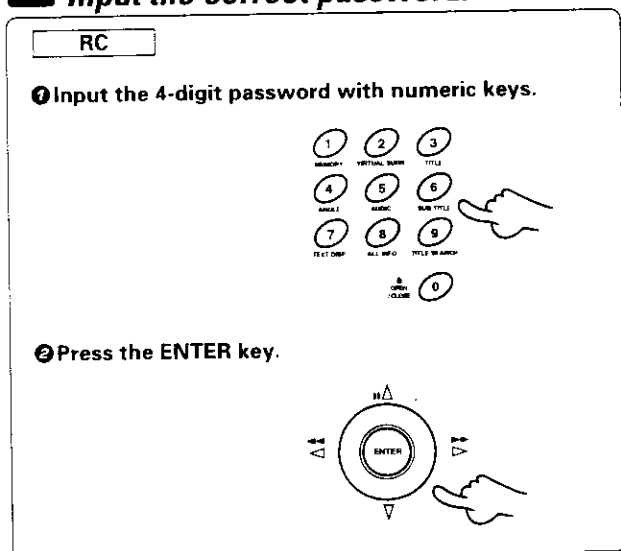 Input the correct password.
RC
❶Input the 4-digit password with numeric keys.
1 2 3
MEMORY VIRTUAL SURR TITLE
4 5 6
ANGLE AUDIO SUB TITLE
7 8 9
TEXT DISP ALL INFO TITLE SEARCH
OPEN
/CLOSE 0
❷Press the ENTER key.
ENTER